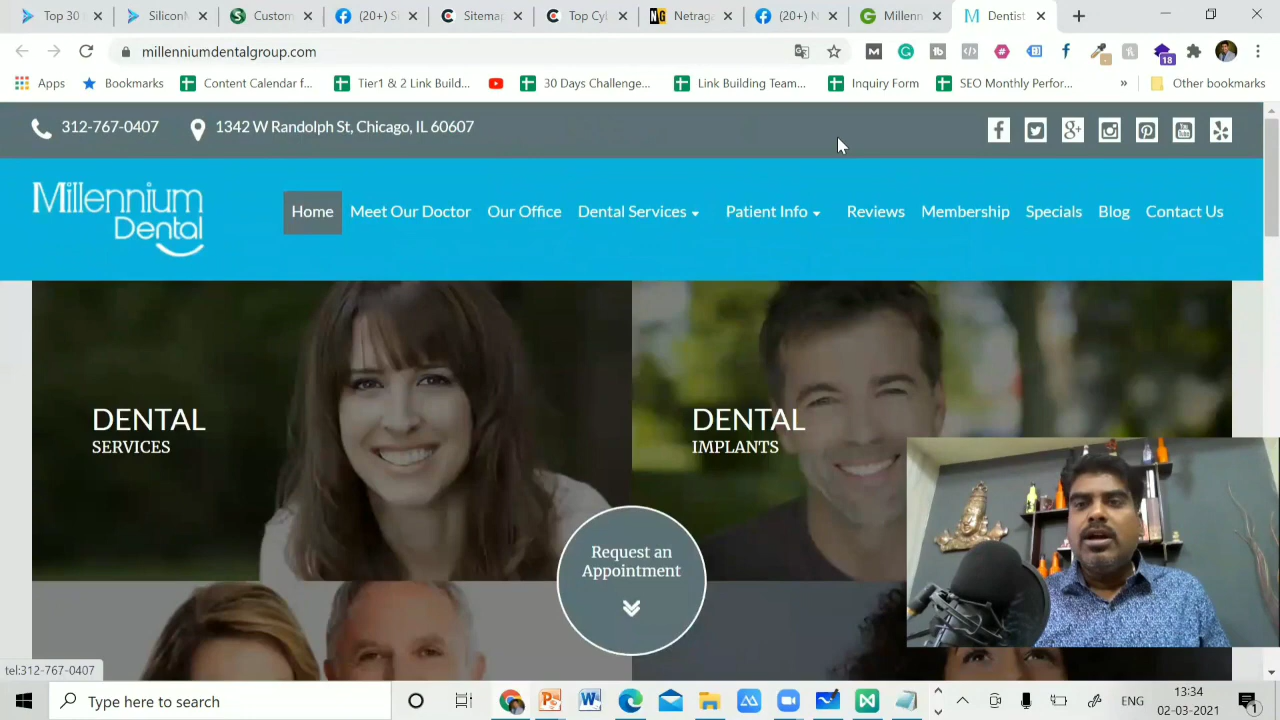 Top 30
Silicon
Custom
(20+) S
Sitemap
Top Cyl
Netrag
(20+) N
Millenn
Dentist
millenniumdentalgroup.com
18
Apps
Bookmarks
Content Calendar f...
Tier1 & 2 Link Build...
30 Days Challenge...
Link Building Team...
Inquiry Form
SEO Monthly Perfor...
»
Other bookmarks
312-767-0407
1342 W Randolph St, Chicago, IL 60607
Millennium
Dental
Home
Meet Our Doctor
Our Office
Dental Services
Patient Info
Reviews
Membership
Specials
Blog
Contact Us
DENTAL
SERVICES
DENTAL
IMPLANTS
Request an
Appointment
tel:312-767-0407
Type here to search
ENG
13:34
02-03-2021